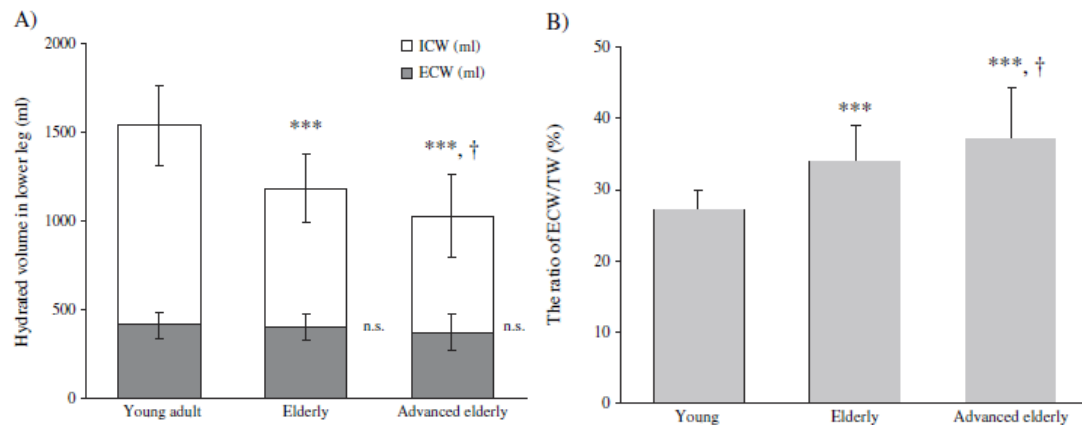 A)
Hydrated volume in lower leg (ml)
2000
1500
1000
500
0
ICW (ml)
ECW (ml)
***
***, †
n.s.
n.s.
Young adult
Elderly
Advanced elderly
B)
The ratio of ECW/TW (%)
50
40
30
20
10
0
***
***, †
Young
Elderly
Advanced elderly